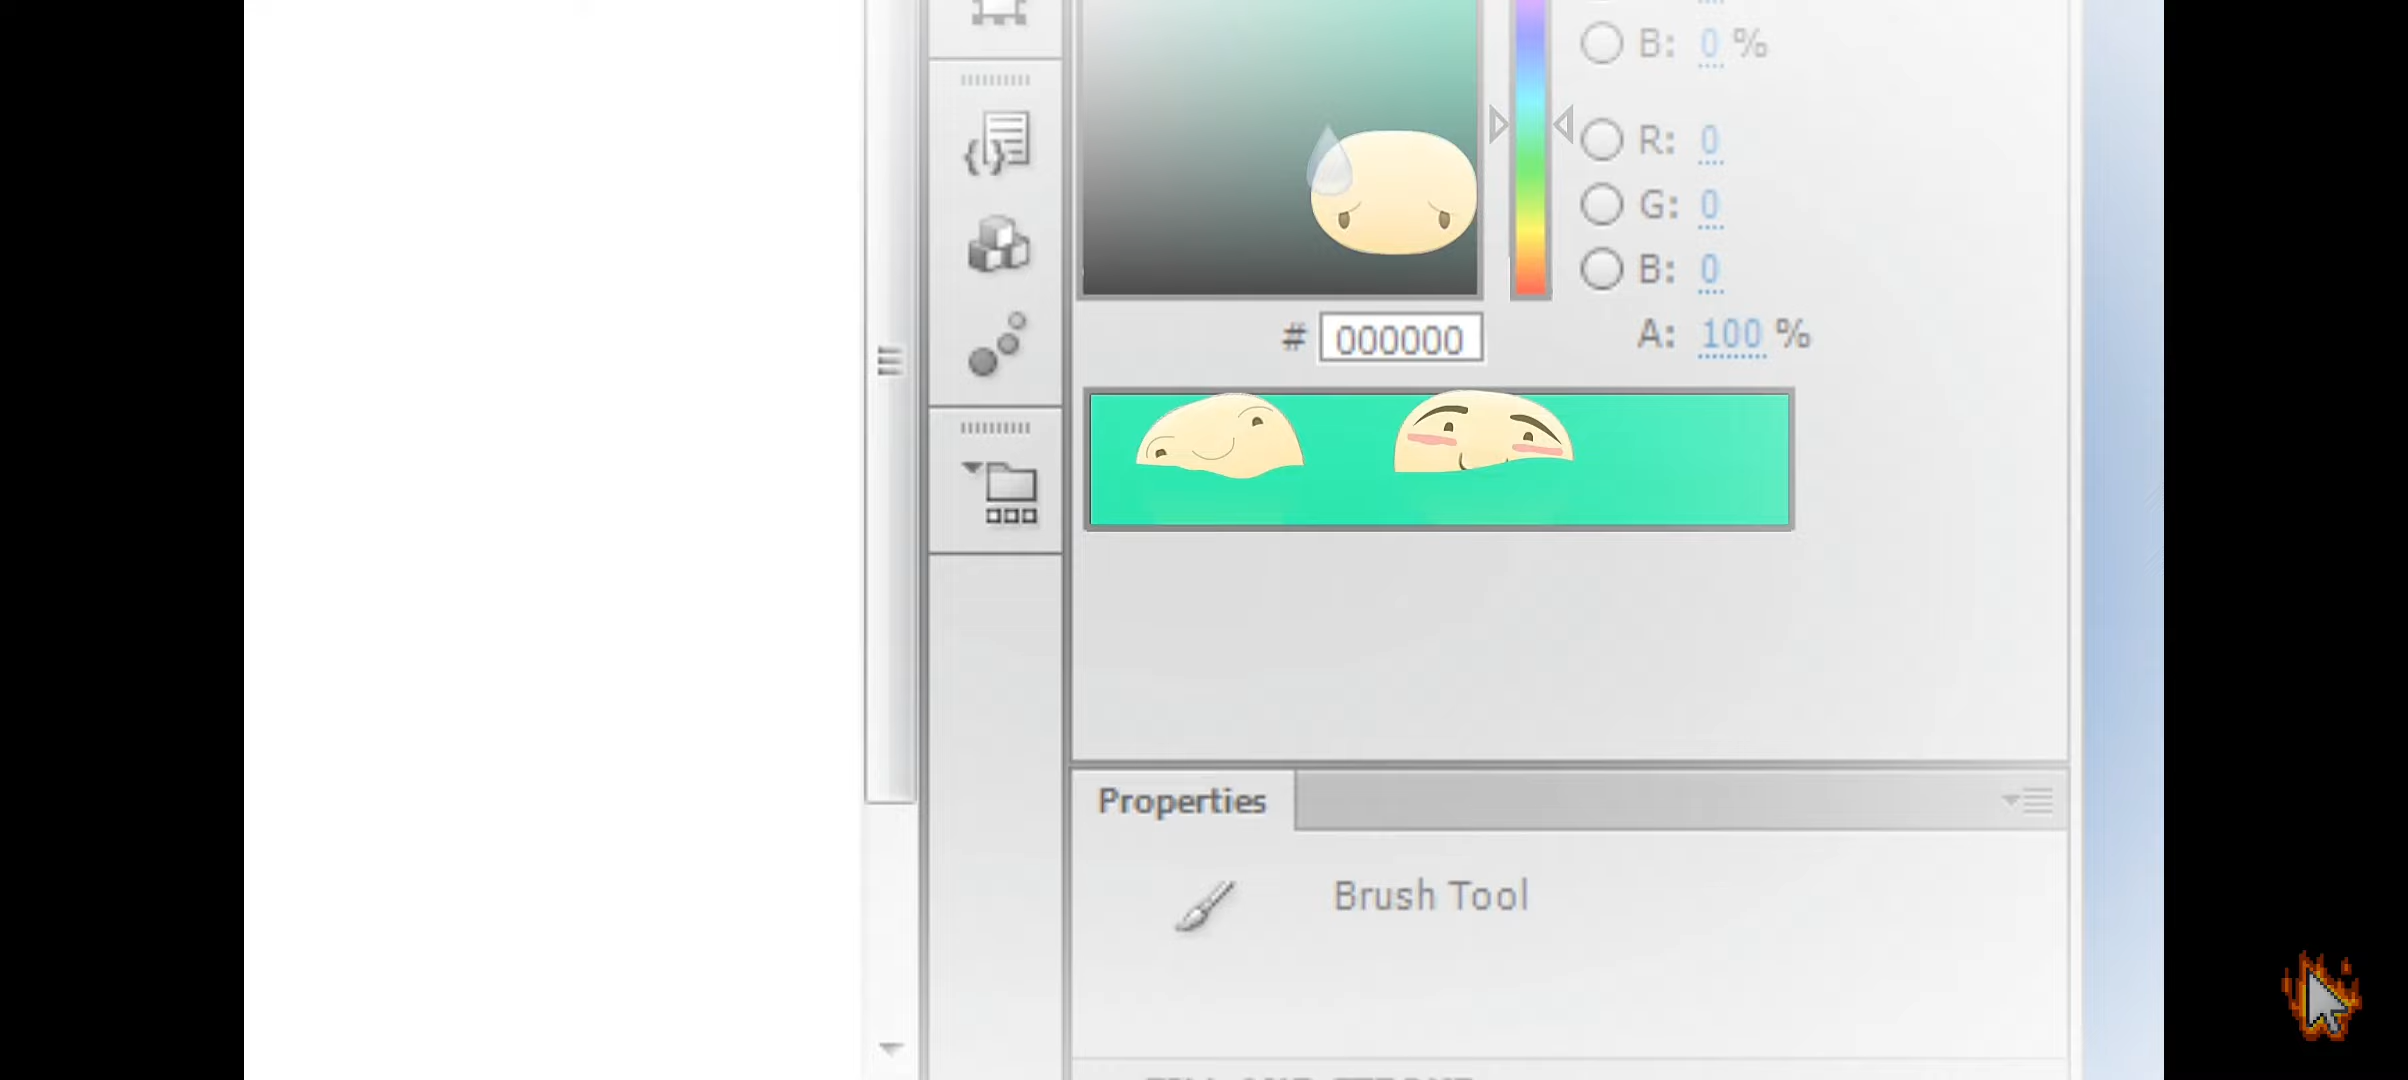 B: 0 %
R: 0
G: 0
B: 0
# 000000
A: 100 %
Properties
Brush Tool